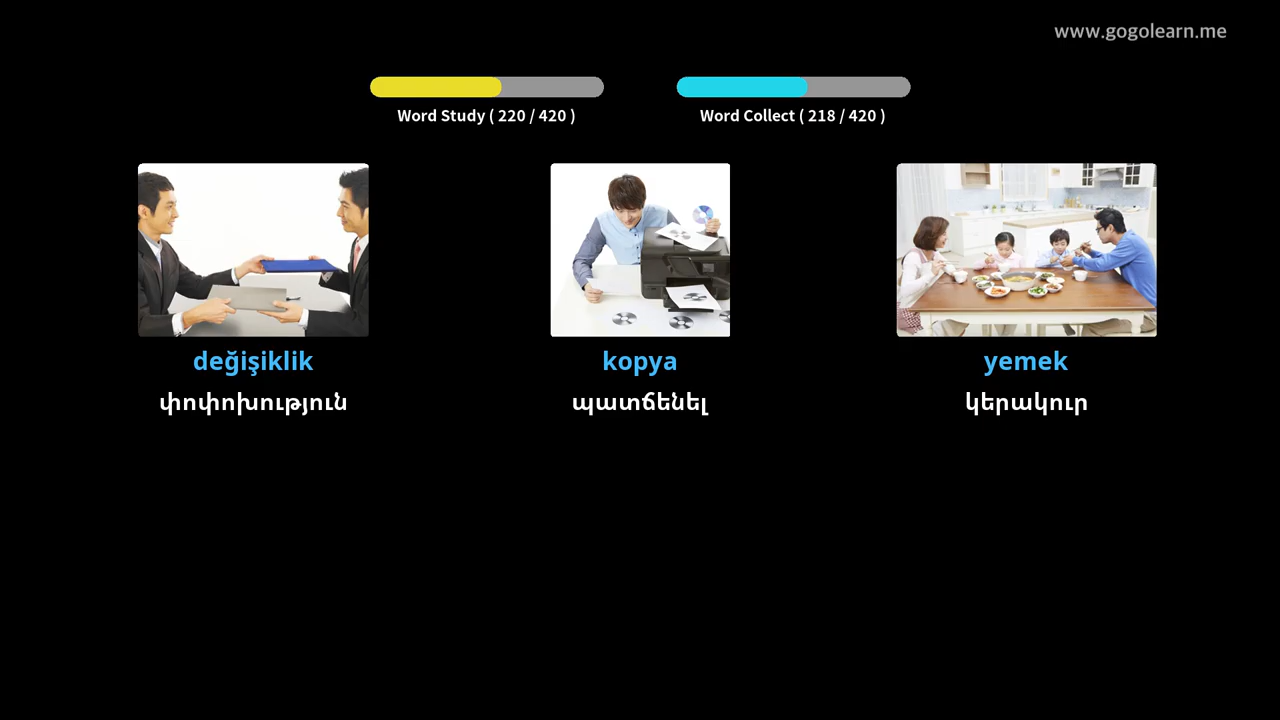 www.gogolearn.me
Word Study ( 220 / 420 )
Word Collect ( 218 / 420 )
değişiklik
kopya
yemek
փոփոխություն
պատճենել
կերակուր